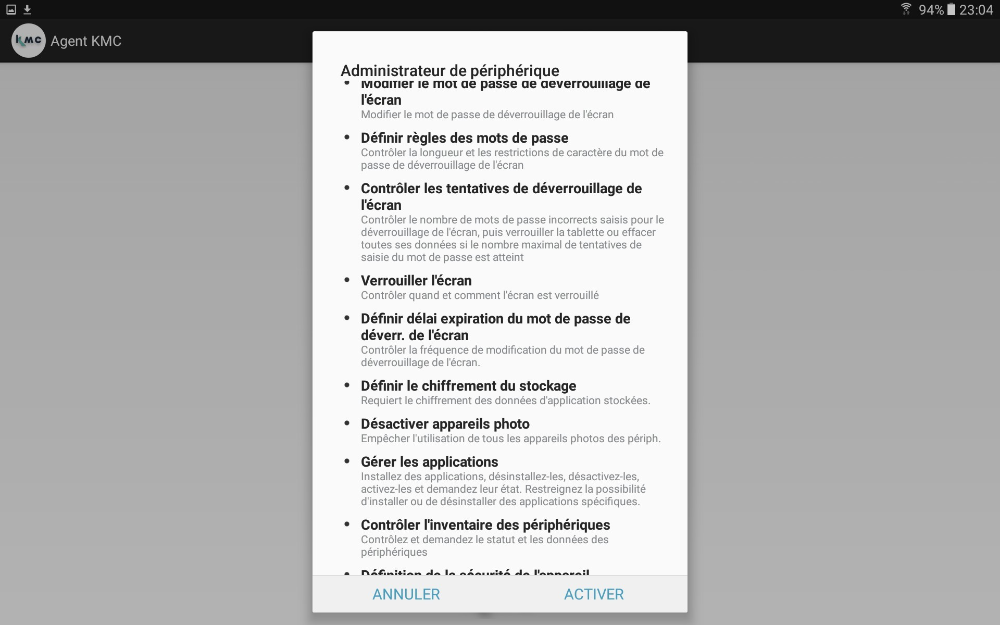 94% 23:04
KMC Agent KMC
Administrateur de périphérique
Modifier le mot de passe de déverrouillage de
l'écran
Modifier le mot de passe de déverrouillage de l'écran
Définir règles des mots de passe
Contrôler la longueur et les restrictions de caractère du mot de
passe de déverrouillage de l'écran
Contrôler les tentatives de déverrouillage de
l'écran
Contrôler le nombre de mots de passe incorrects saisis pour le
déverrouillage de l'écran, puis verrouiller la tablette ou effacer
toutes ses données si le nombre maximal de tentatives de
saisie du mot de passe est atteint
Verrouiller l'écran
Contrôler quand et comment l'écran est verrouillé
Définir délai expiration du mot de passe de
déverr. de l'écran
Contrôler la fréquence de modification du mot de passe de
déverrouillage de l'écran.
Définir le chiffrement du stockage
Requiert le chiffrement des données d'application stockées.
Désactiver appareils photo
Empêcher l'utilisation de tous les appareils photos des périph.
Gérer les applications
Installez des applications, désinstallez-les, désactivez-les,
activez-les et demandez leur état. Restreignez la possibilité
d'installer ou de désinstaller des applications spécifiques.
Contrôler l'inventaire des périphériques
Contrôlez et demandez le statut et les données des
périphériques
Définition de la sécurité de l'appareil
ANNULER ACTIVER